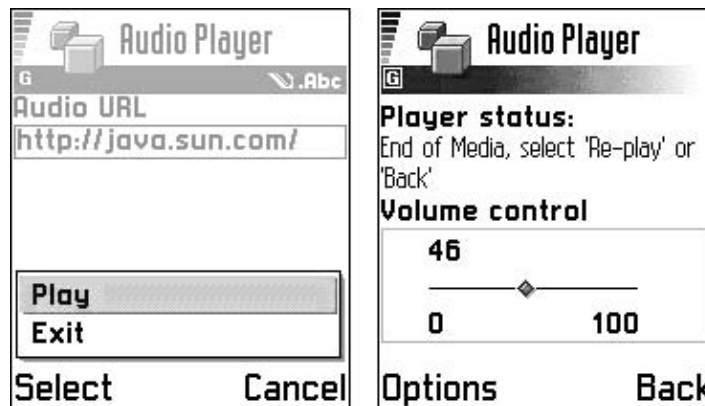 Audio Player
G
.Abc
Audio URL
http://java.sun.com/
Play
Exit
Select Cancel
Audio Player
G
Player status:
End of Media, select 'Re-play' or
'Back'
Volume control
46
0 100
Options Back